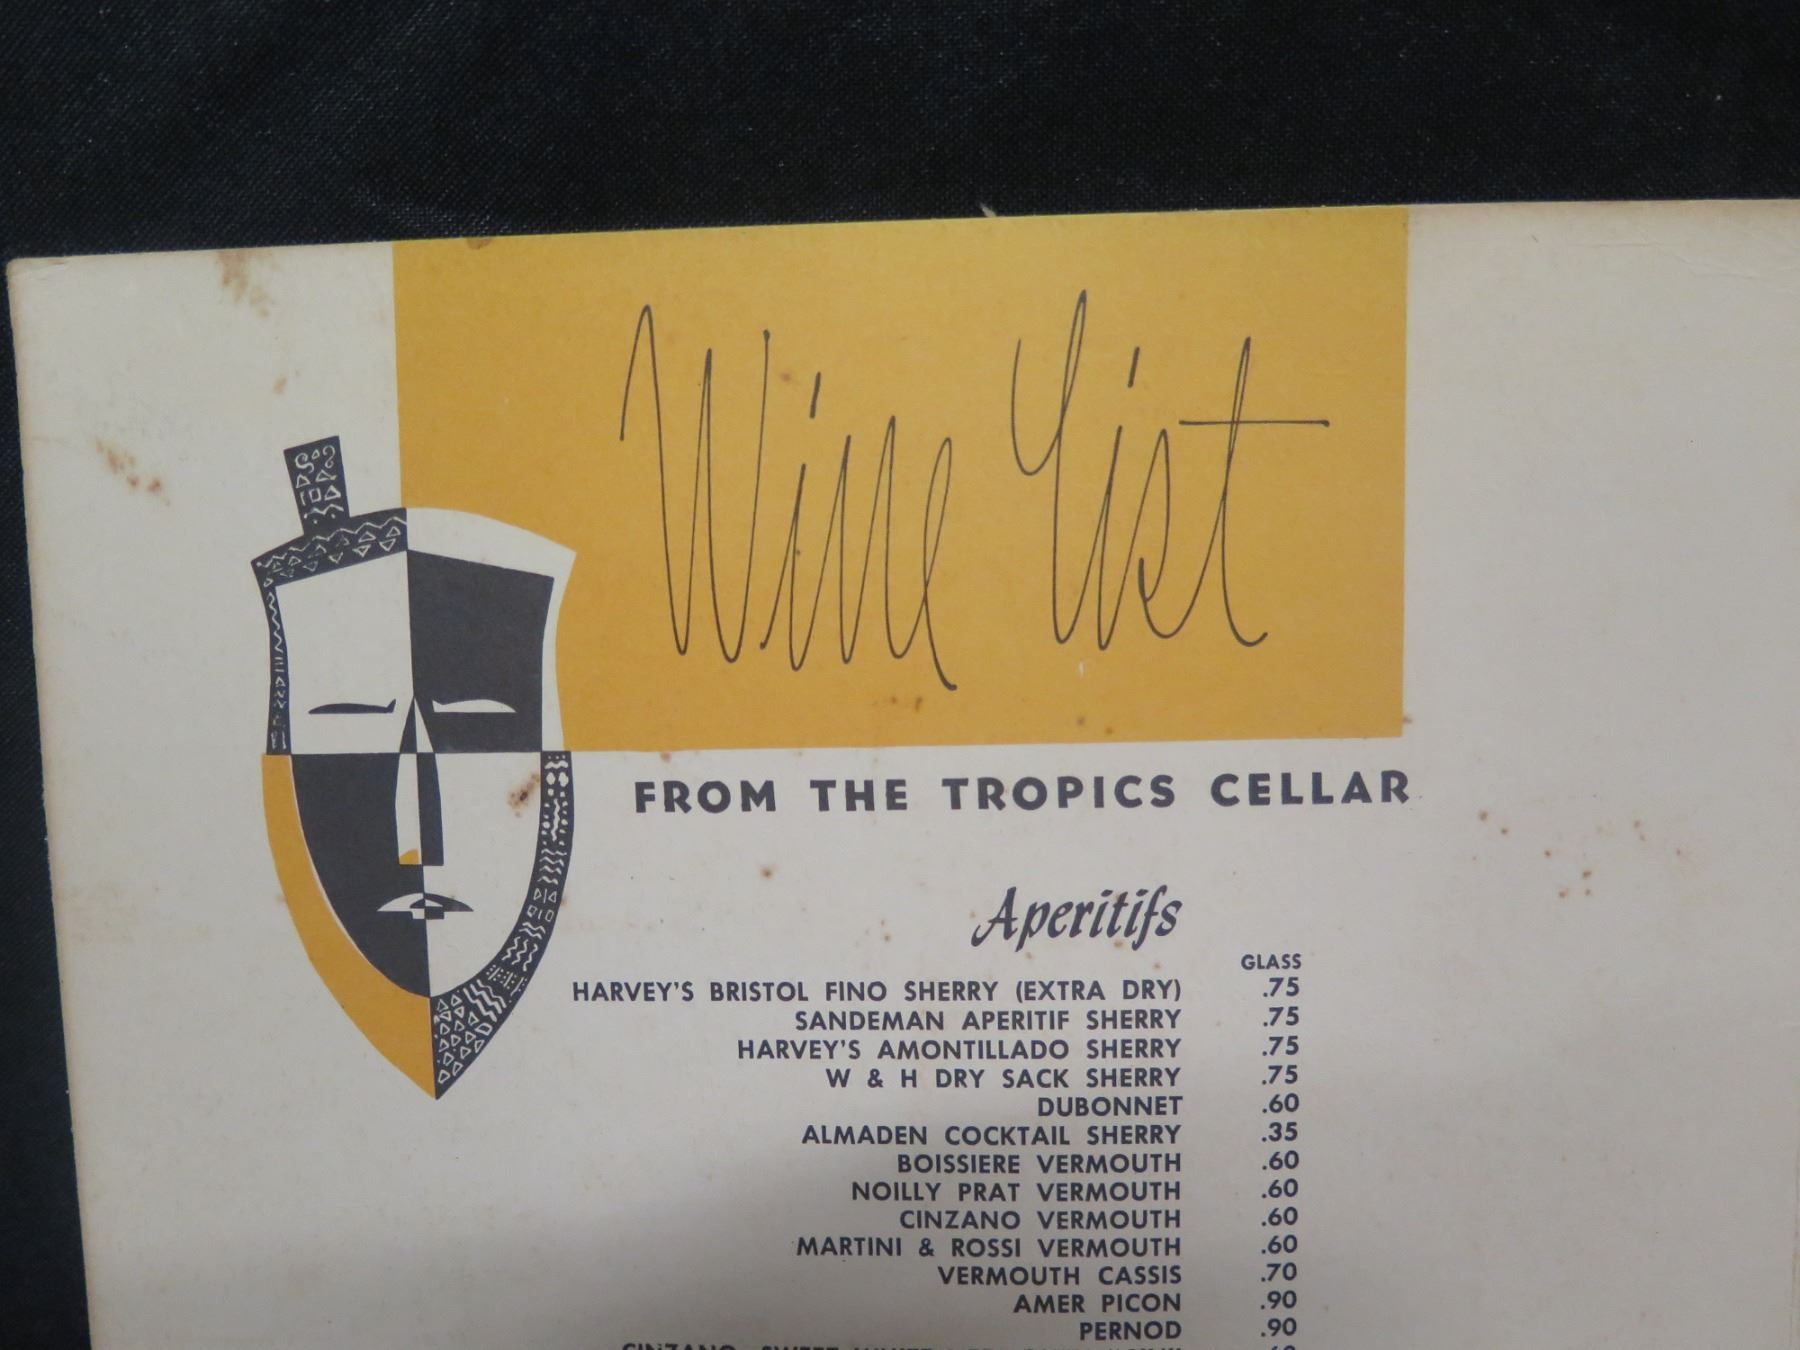 Wine List
FROM THE TROPICS CELLAR
Aperitifs
GLASS
HARVEY'S BRISTOL FINO SHERRY (EXTRA DRY) .75
SANDEMAN APERITIF SHERRY .75
HARVEY'S AMONTILLADO SHERRY .75
W & H DRY SACK SHERRY .75
DUBONNET .60
ALMADEN COCKTAIL SHERRY .35
BOISSIERE VERMOUTH .60
NOILLY PRAT VERMOUTH .60
CINZANO VERMOUTH .60
MARTINI & ROSSI VERMOUTH .60
VERMOUTH CASSIS .70
AMER PICON .90
PERNOD .90
CINZANO, SWEET